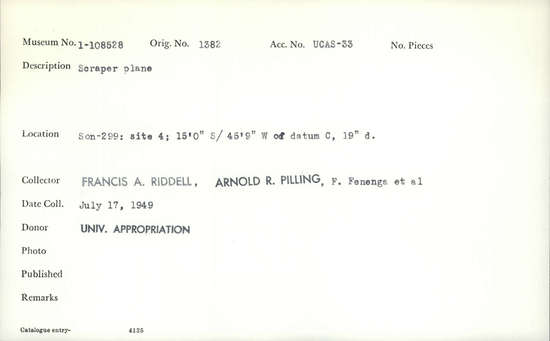 Museum No. 1-108528 Orig. No. 1382 Acc. No. UCAS-33 No. Pieces
Description Scraper plane
Location Son-299: site 4; 15'0" S/ 45'9" W of datum C, 19" d.
Collector FRANCIS A. RIDDELL, ARNOLD R. PILLING, F. Fenenga et al
Date Coll. July 17, 1949
Donor UNIV. APPROPRIATION
Photo
Published
Remarks
Catalogue entry- 4135